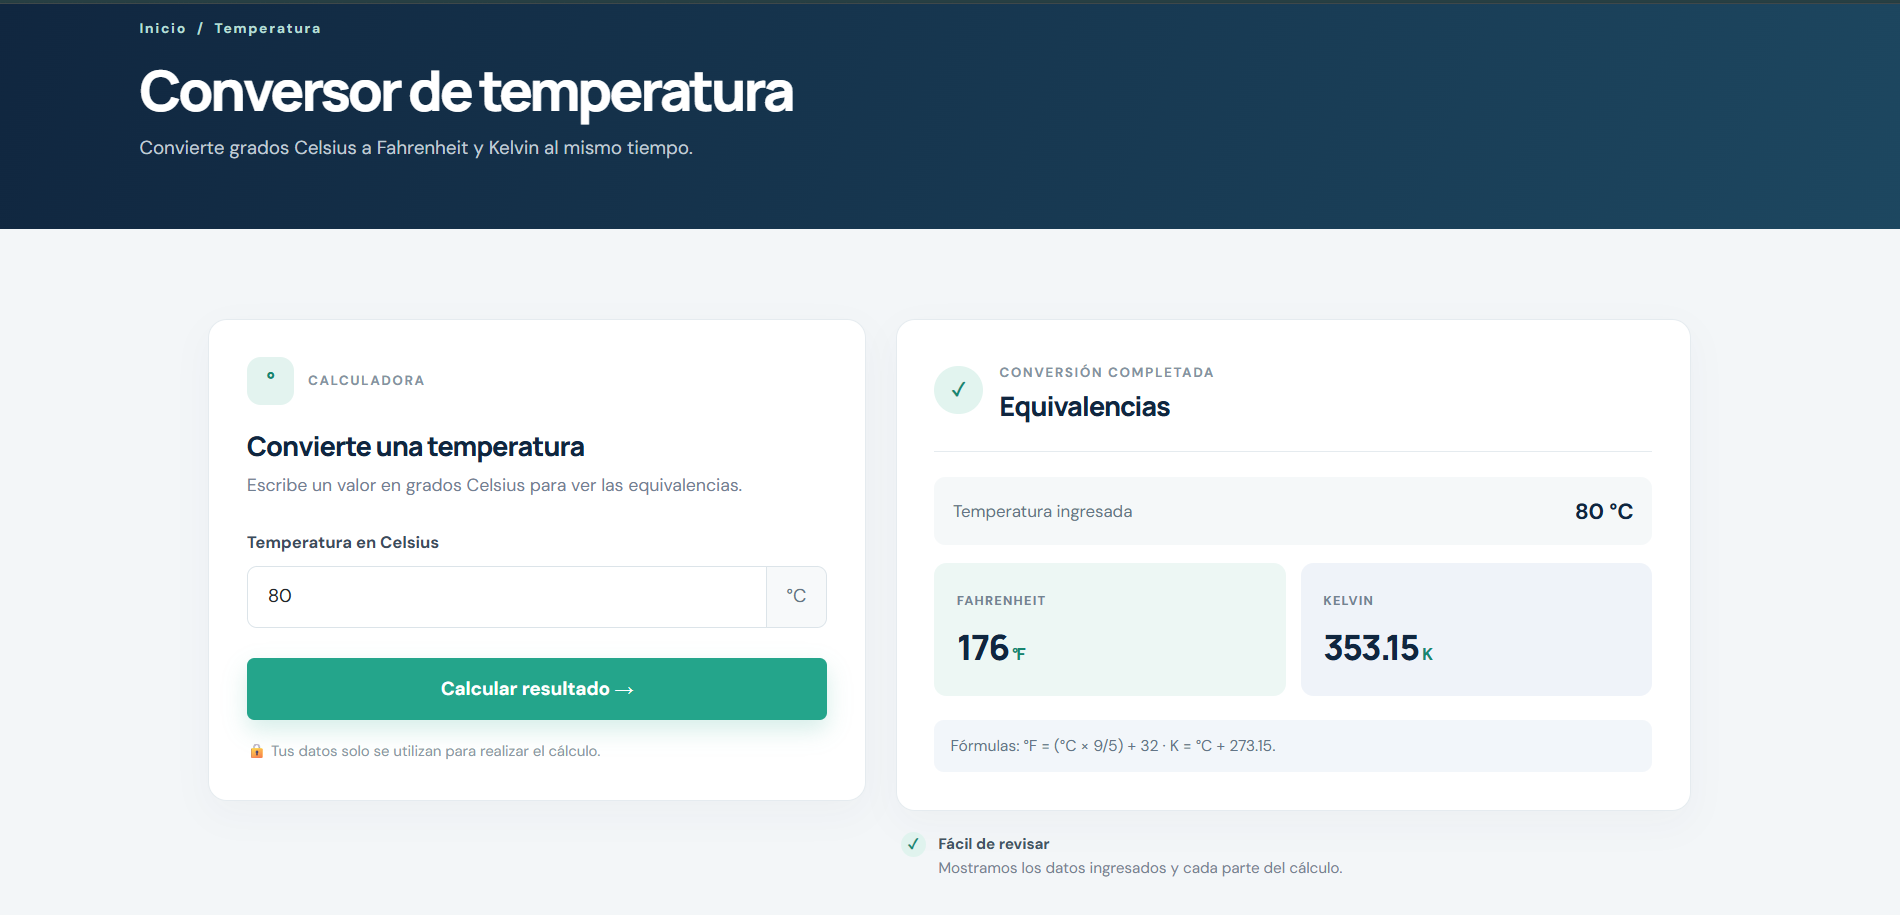 Inicio / Temperatura
Conversor de temperatura
Convierte grados Celsius a Fahrenheit y Kelvin al mismo tiempo.
°
CALCULADORA
Convierte una temperatura
Escribe un valor en grados Celsius para ver las equivalencias.
Temperatura en Celsius
80
°C
Calcular resultado →
🔒 Tus datos solo se utilizan para realizar el cálculo.
✓
CONVERSIÓN COMPLETADA
Equivalencias
Temperatura ingresada
80 °C
FAHRENHEIT
176 °F
KELVIN
353.15 K
Fórmulas: °F = (°C × 9/5) + 32 · K = °C + 273.15.
✓ Fácil de revisar
Mostramos los datos ingresados y cada parte del cálculo.